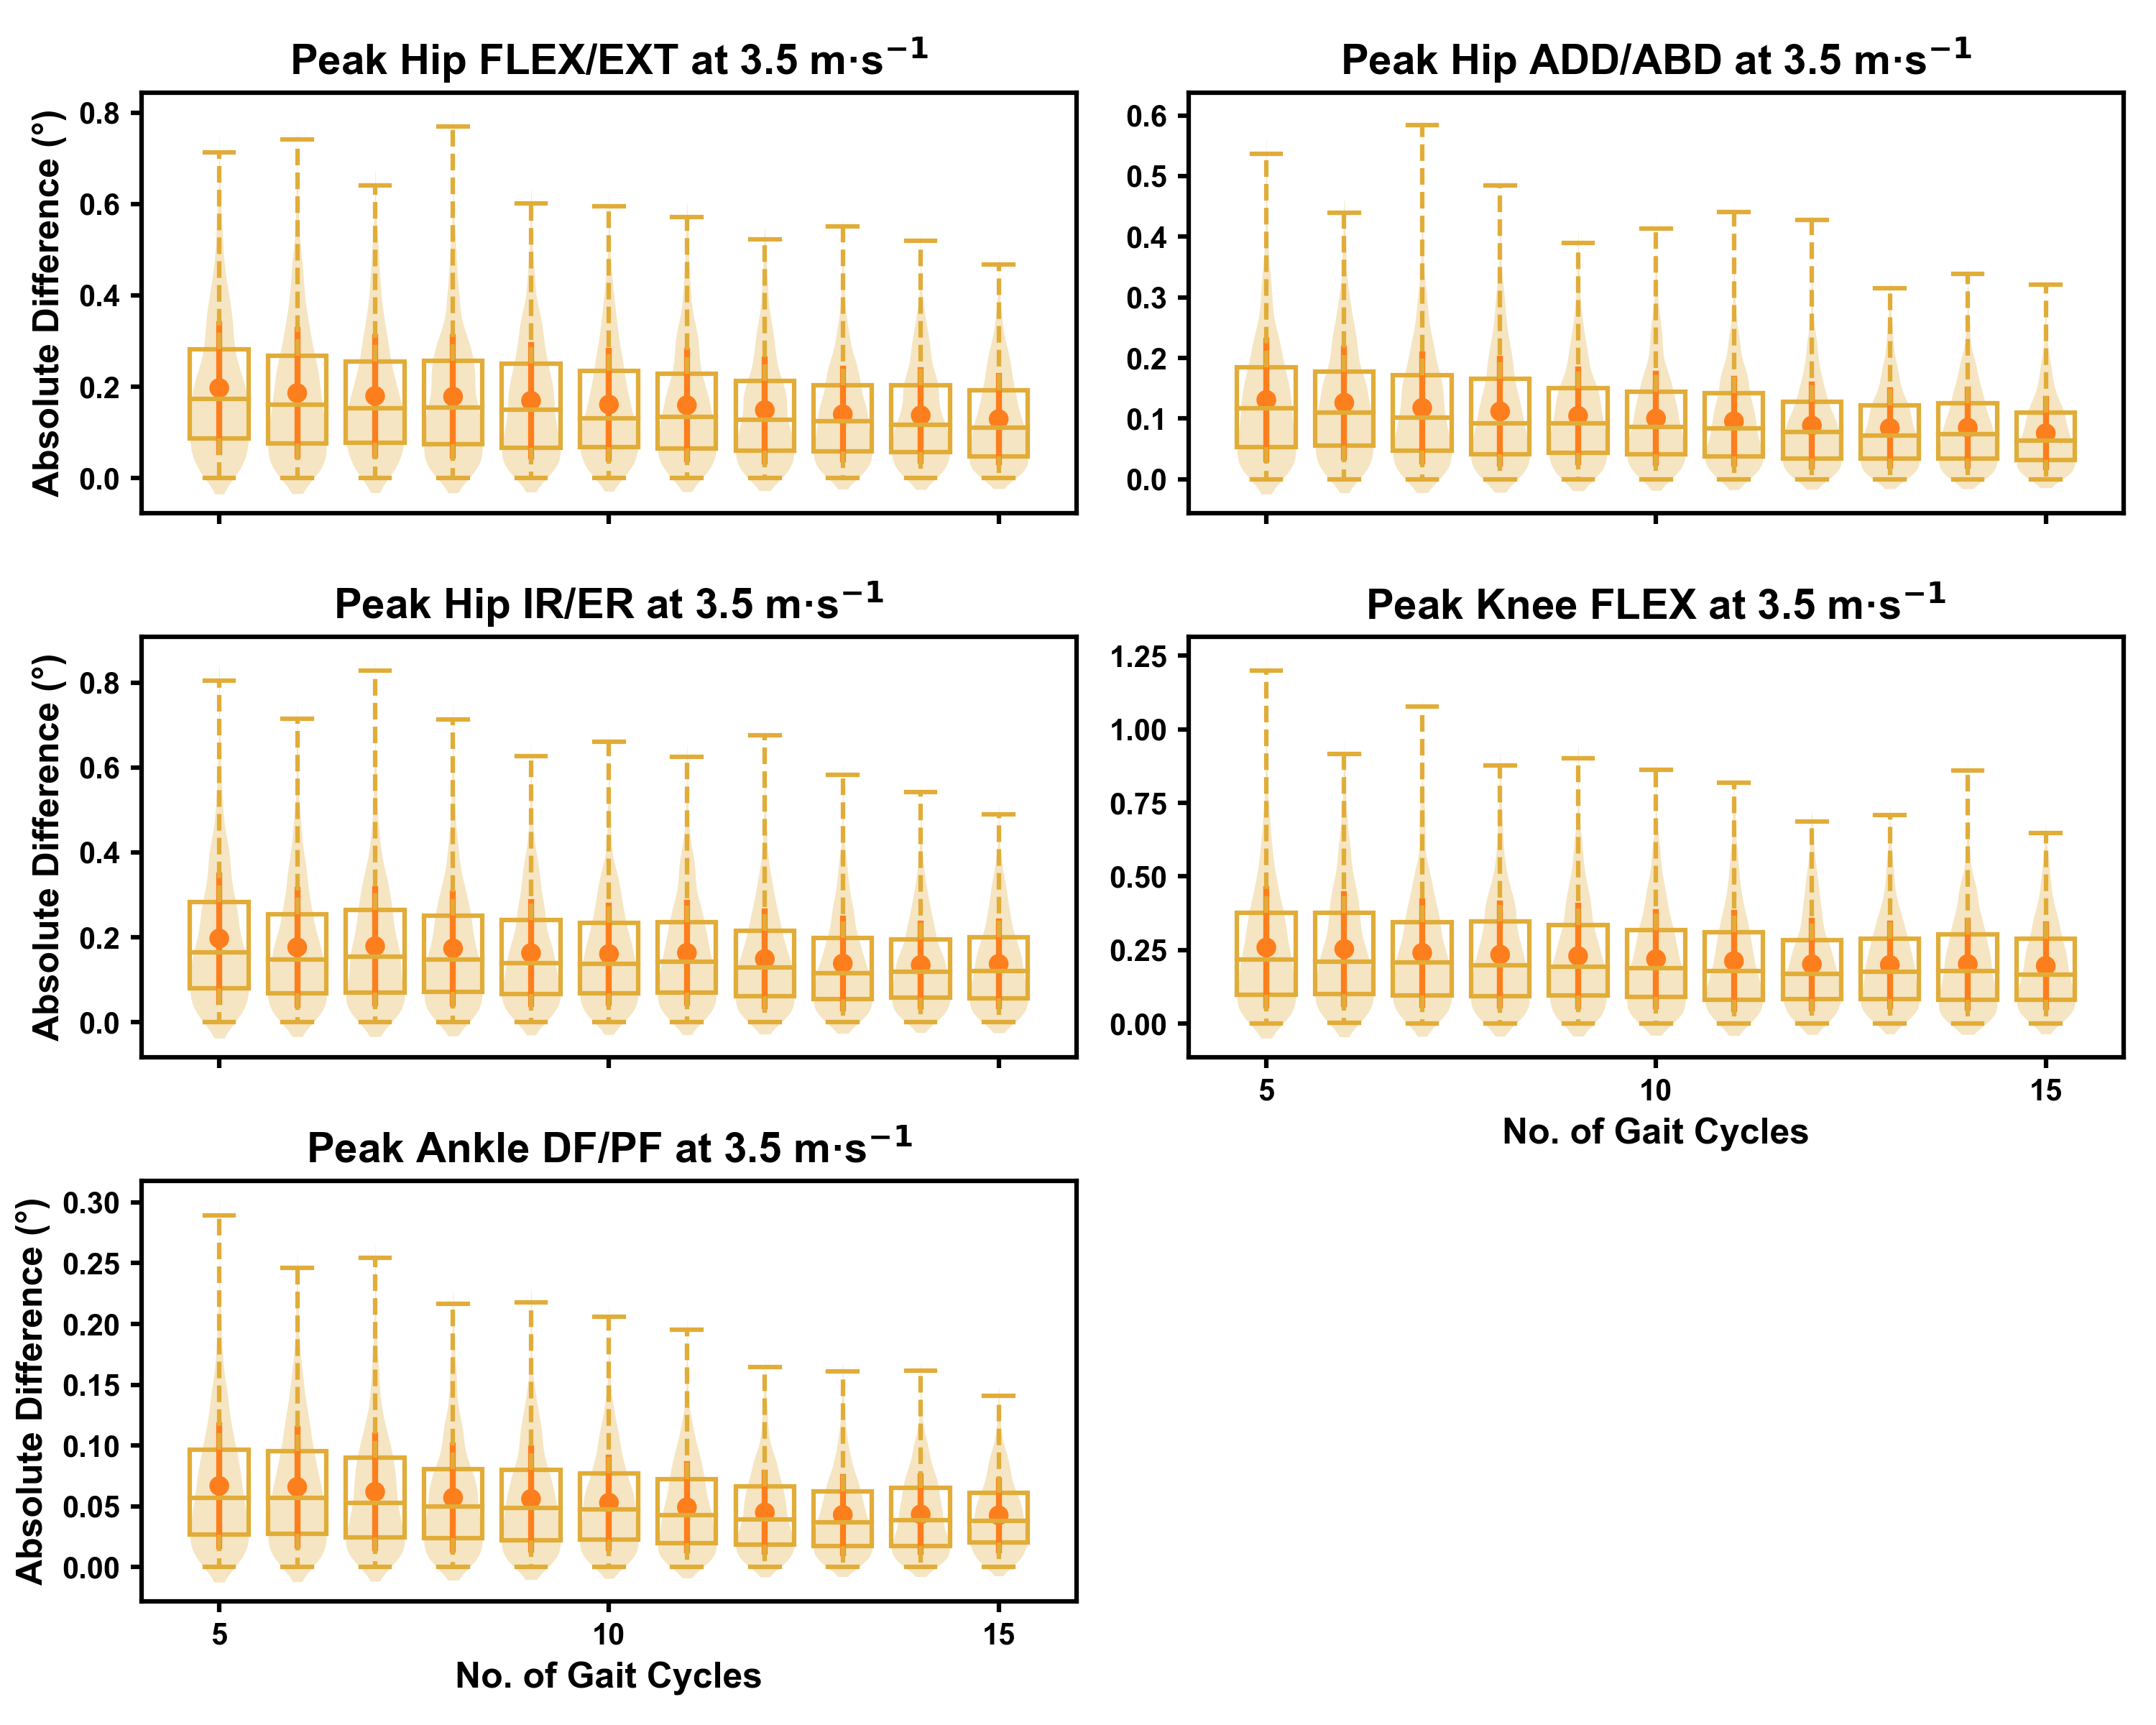 Peak Hip FLEX/EXT at 3.5 m·s⁻¹
Absolute Difference (°)
0.8
0.6
0.4
0.2
0.0
Peak Hip ADD/ABD at 3.5 m·s⁻¹
0.6
0.5
0.4
0.3
0.2
0.1
0.0
Peak Hip IR/ER at 3.5 m·s⁻¹
Absolute Difference (°)
0.8
0.6
0.4
0.2
0.0
Peak Knee FLEX at 3.5 m·s⁻¹
1.25
1.00
0.75
0.50
0.25
0.00
5 10 15
No. of Gait Cycles
Peak Ankle DF/PF at 3.5 m·s⁻¹
Absolute Difference (°)
0.30
0.25
0.20
0.15
0.10
0.05
0.00
5 10 15
No. of Gait Cycles